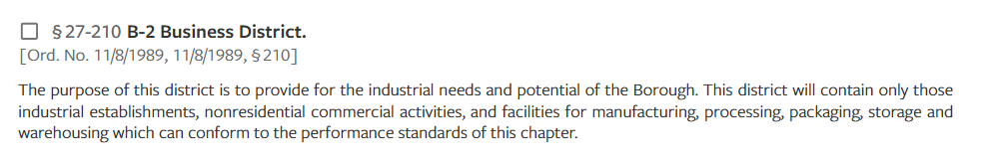 § 27-210 B-2 Business District.
[Ord. No. 11/8/1989, 11/8/1989, § 210]
The purpose of this district is to provide for the industrial needs and potential of the Borough. This district will contain only those
industrial establishments, nonresidential commercial activities, and facilities for manufacturing, processing, packaging, storage and
warehousing which can conform to the performance standards of this chapter.